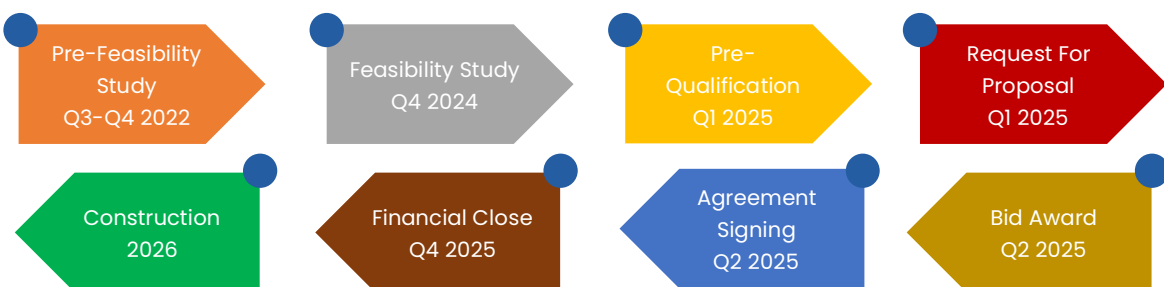 Pre-Feasibility
Study
Q3-Q4 2022
Feasibility Study
Q4 2024
Pre-
Qualification
Q1 2025
Request For
Proposal
Q1 2025
Bid Award
Q2 2025
Agreement
Signing
Q2 2025
Financial Close
Q4 2025
Construction
2026